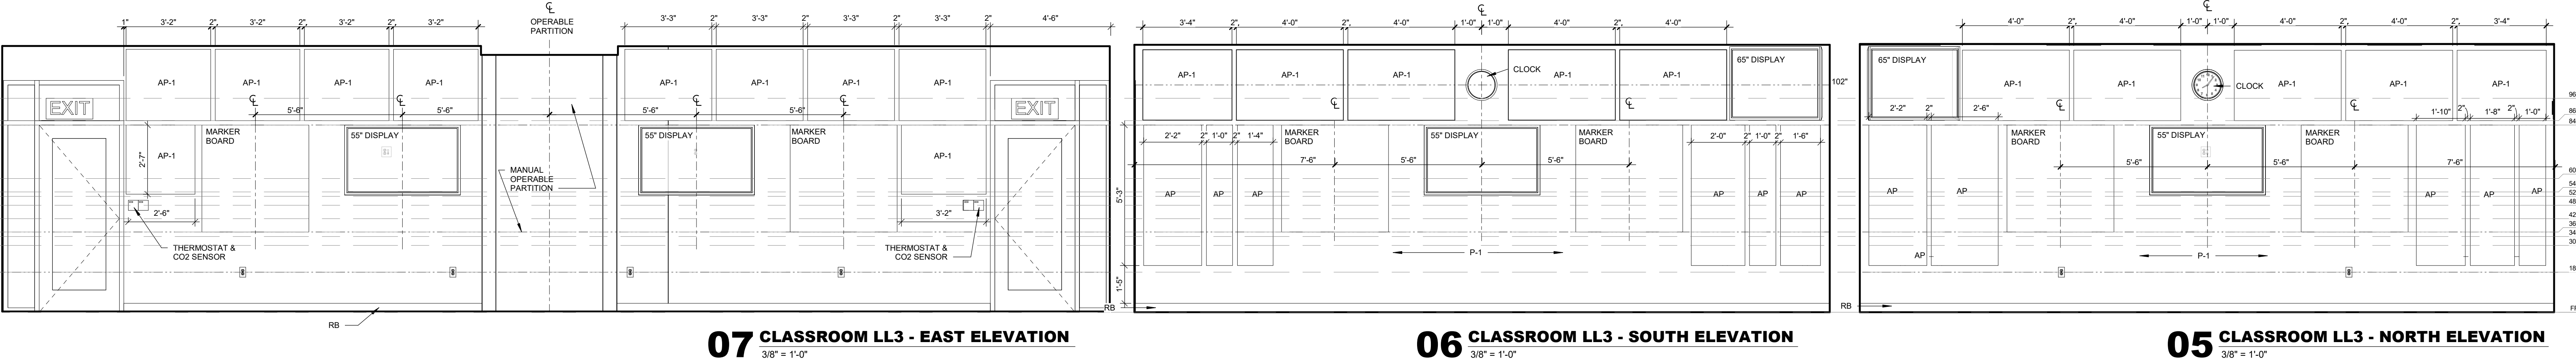 ℄
OPERABLE
PARTITION
1"
3'-2"
2"
3'-2"
2"
3'-2"
2"
3'-2"
3'-3"
2"
3'-3"
2"
3'-3"
2"
3'-3"
2"
4'-6"
AP-1
AP-1
AP-1
AP-1
AP-1
AP-1
AP-1
AP-1
EXIT
EXIT
℄
℄
℄
℄
5'-6"
5'-6"
5'-6"
5'-6"
MARKER
BOARD
55" DISPLAY
55" DISPLAY
MARKER
BOARD
2'-7"
AP-1
AP-1
MANUAL
OPERABLE
PARTITION
2'-6"
3'-2"
THERMOSTAT &
CO2 SENSOR
THERMOSTAT &
CO2 SENSOR
RB
07 CLASSROOM LL3 - EAST ELEVATION
3/8" = 1'-0"
℄
3'-4"
2"
4'-0"
2"
4'-0"
1'-0"
1'-0"
4'-0"
2"
4'-0"
AP-1
AP-1
AP-1
CLOCK
AP-1
AP-1
65" DISPLAY
102"
℄
℄
2'-2"
2"
1'-0"
2"
1'-4"
MARKER
BOARD
55" DISPLAY
MARKER
BOARD
2'-0"
2"
1'-0"
2"
1'-6"
7'-6"
5'-6"
5'-6"
5'-3"
AP
AP
AP
AP
AP
AP
P-1
1'-5"
RB
06 CLASSROOM LL3 - SOUTH ELEVATION
3/8" = 1'-0"
℄
4'-0"
2"
4'-0"
1'-0"
1'-0"
4'-0"
2"
4'-0"
2"
3'-4"
65" DISPLAY
AP-1
AP-1
CLOCK
AP-1
AP-1
AP-1
℄
℄
2'-2"
2"
2'-6"
1'-10"
2"
1'-8"
2"
1'-0"
MARKER
BOARD
55" DISPLAY
MARKER
BOARD
5'-6"
5'-6"
7'-6"
AP
AP
AP
AP
AP
AP
P-1
RB
96
86
84
60
54
52
48
42
36
34
30
18
05 CLASSROOM LL3 - NORTH ELEVATION
3/8" = 1'-0"